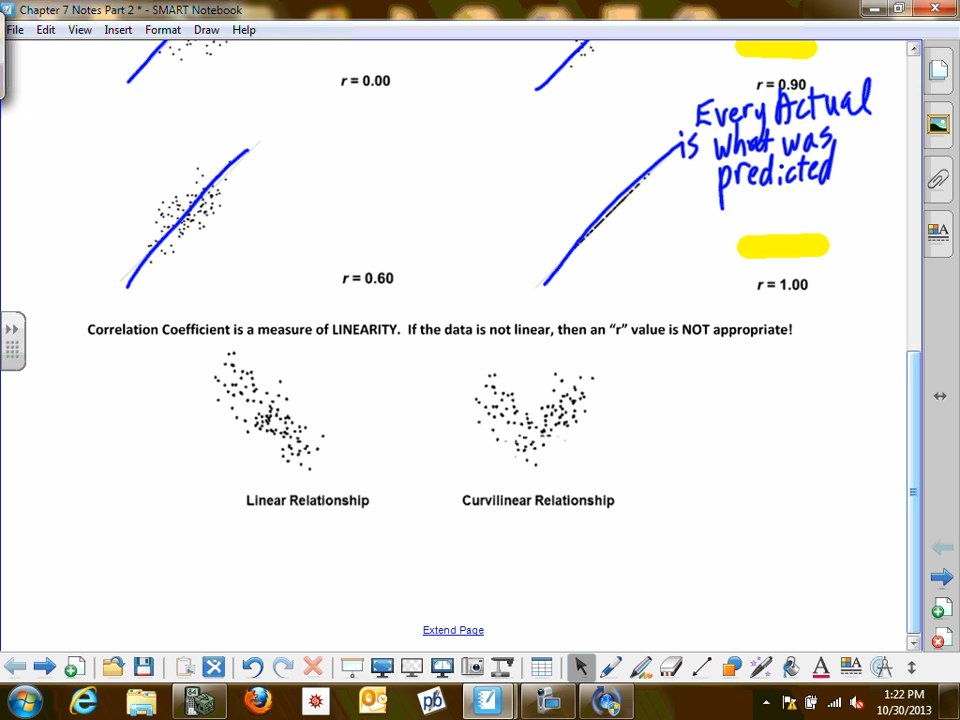 Chapter 7 Notes Part 2 * - SMART Notebook
File Edit View Insert Format Draw Help
r = 0.00
r = 0.90
Every Actual
is what was
predicted
r = 0.60
r = 1.00
Correlation Coefficient is a measure of LINEARITY. If the data is not linear, then an “r” value is NOT appropriate!
Linear Relationship
Curvilinear Relationship
Extend Page
1:22 PM
10/30/2013